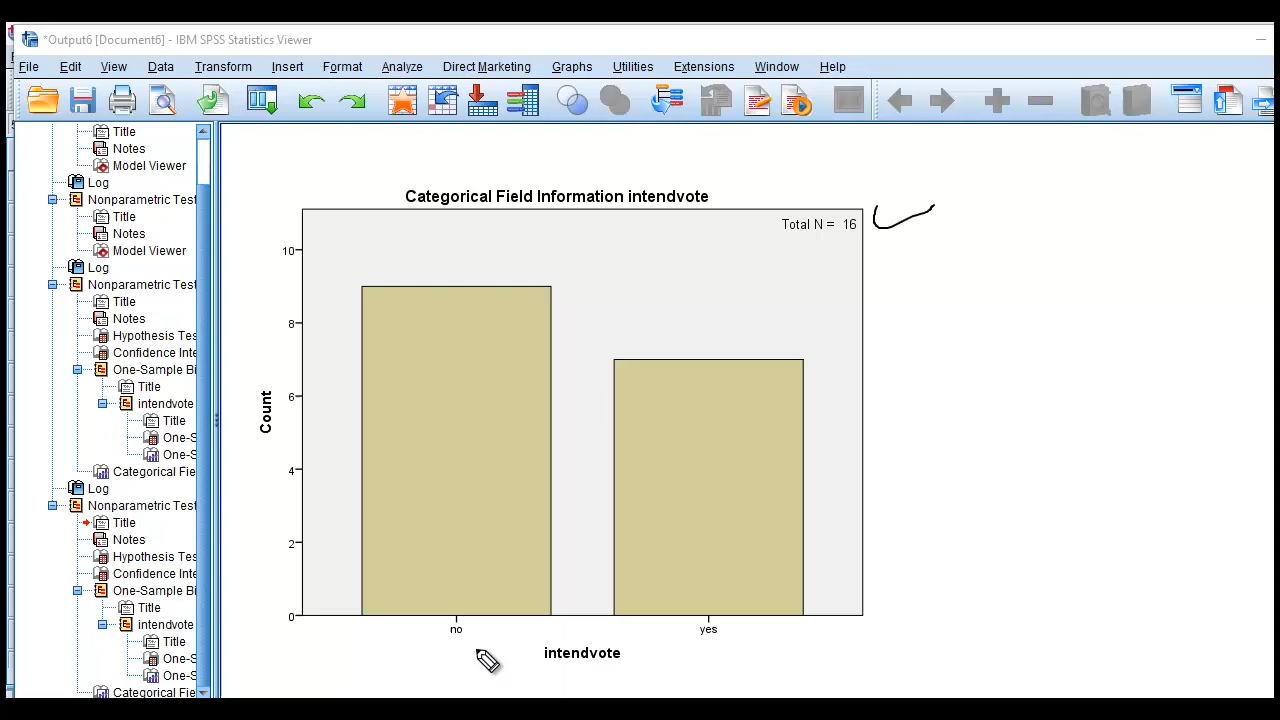 *Output6 [Document6] - IBM SPSS Statistics Viewer
File Edit View Data Transform Insert Format Analyze Direct Marketing Graphs Utilities Extensions Window Help
Title
Notes
Model Viewer
Log
Nonparametric Test
Title
Notes
Model Viewer
Log
Nonparametric Test
Title
Notes
Hypothesis Tes
Confidence Inte
One-Sample Bi
Title
intendvote
Title
One-S
One-S
Categorical Fie
Log
Nonparametric Test
Title
Notes
Hypothesis Tes
Confidence Inte
One-Sample Bi
Title
intendvote
Title
One-S
One-S
Categorical Fie
Categorical Field Information intendvote
Total N = 16
10
8
6
4
2
0
Count
no yes
intendvote